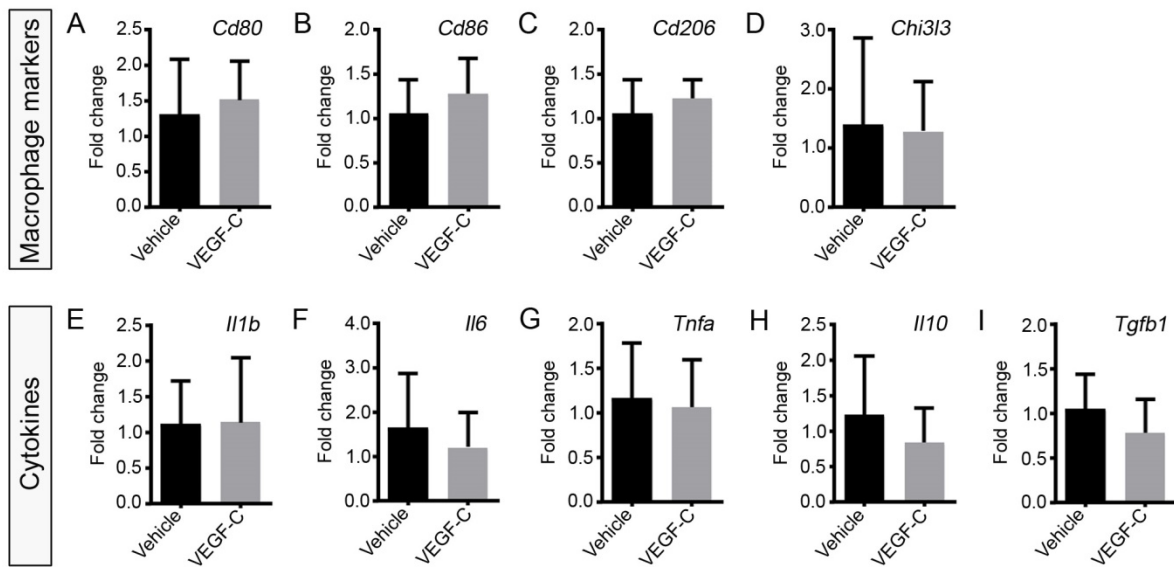 Macrophage markers
A
Cd80
Fold change
2.5
2.0
1.5
1.0
0.5
0.0
Vehicle
VEGF-C
B
Cd86
Fold change
2.0
1.5
1.0
0.5
0.0
Vehicle
VEGF-C
C
Cd206
Fold change
2.0
1.5
1.0
0.5
0.0
Vehicle
VEGF-C
D
Chi3l3
Fold change
3.0
2.0
1.0
0.0
Vehicle
VEGF-C
Cytokines
E
Il1b
Fold change
2.5
2.0
1.5
1.0
0.5
0.0
Vehicle
VEGF-C
F
Il6
Fold change
4.0
3.0
2.0
1.0
0.0
Vehicle
VEGF-C
G
Tnfa
Fold change
2.0
1.5
1.0
0.5
0.0
Vehicle
VEGF-C
H
Il10
Fold change
2.5
2.0
1.5
1.0
0.5
0.0
Vehicle
VEGF-C
I
Tgfb1
Fold change
2.0
1.5
1.0
0.5
0.0
Vehicle
VEGF-C